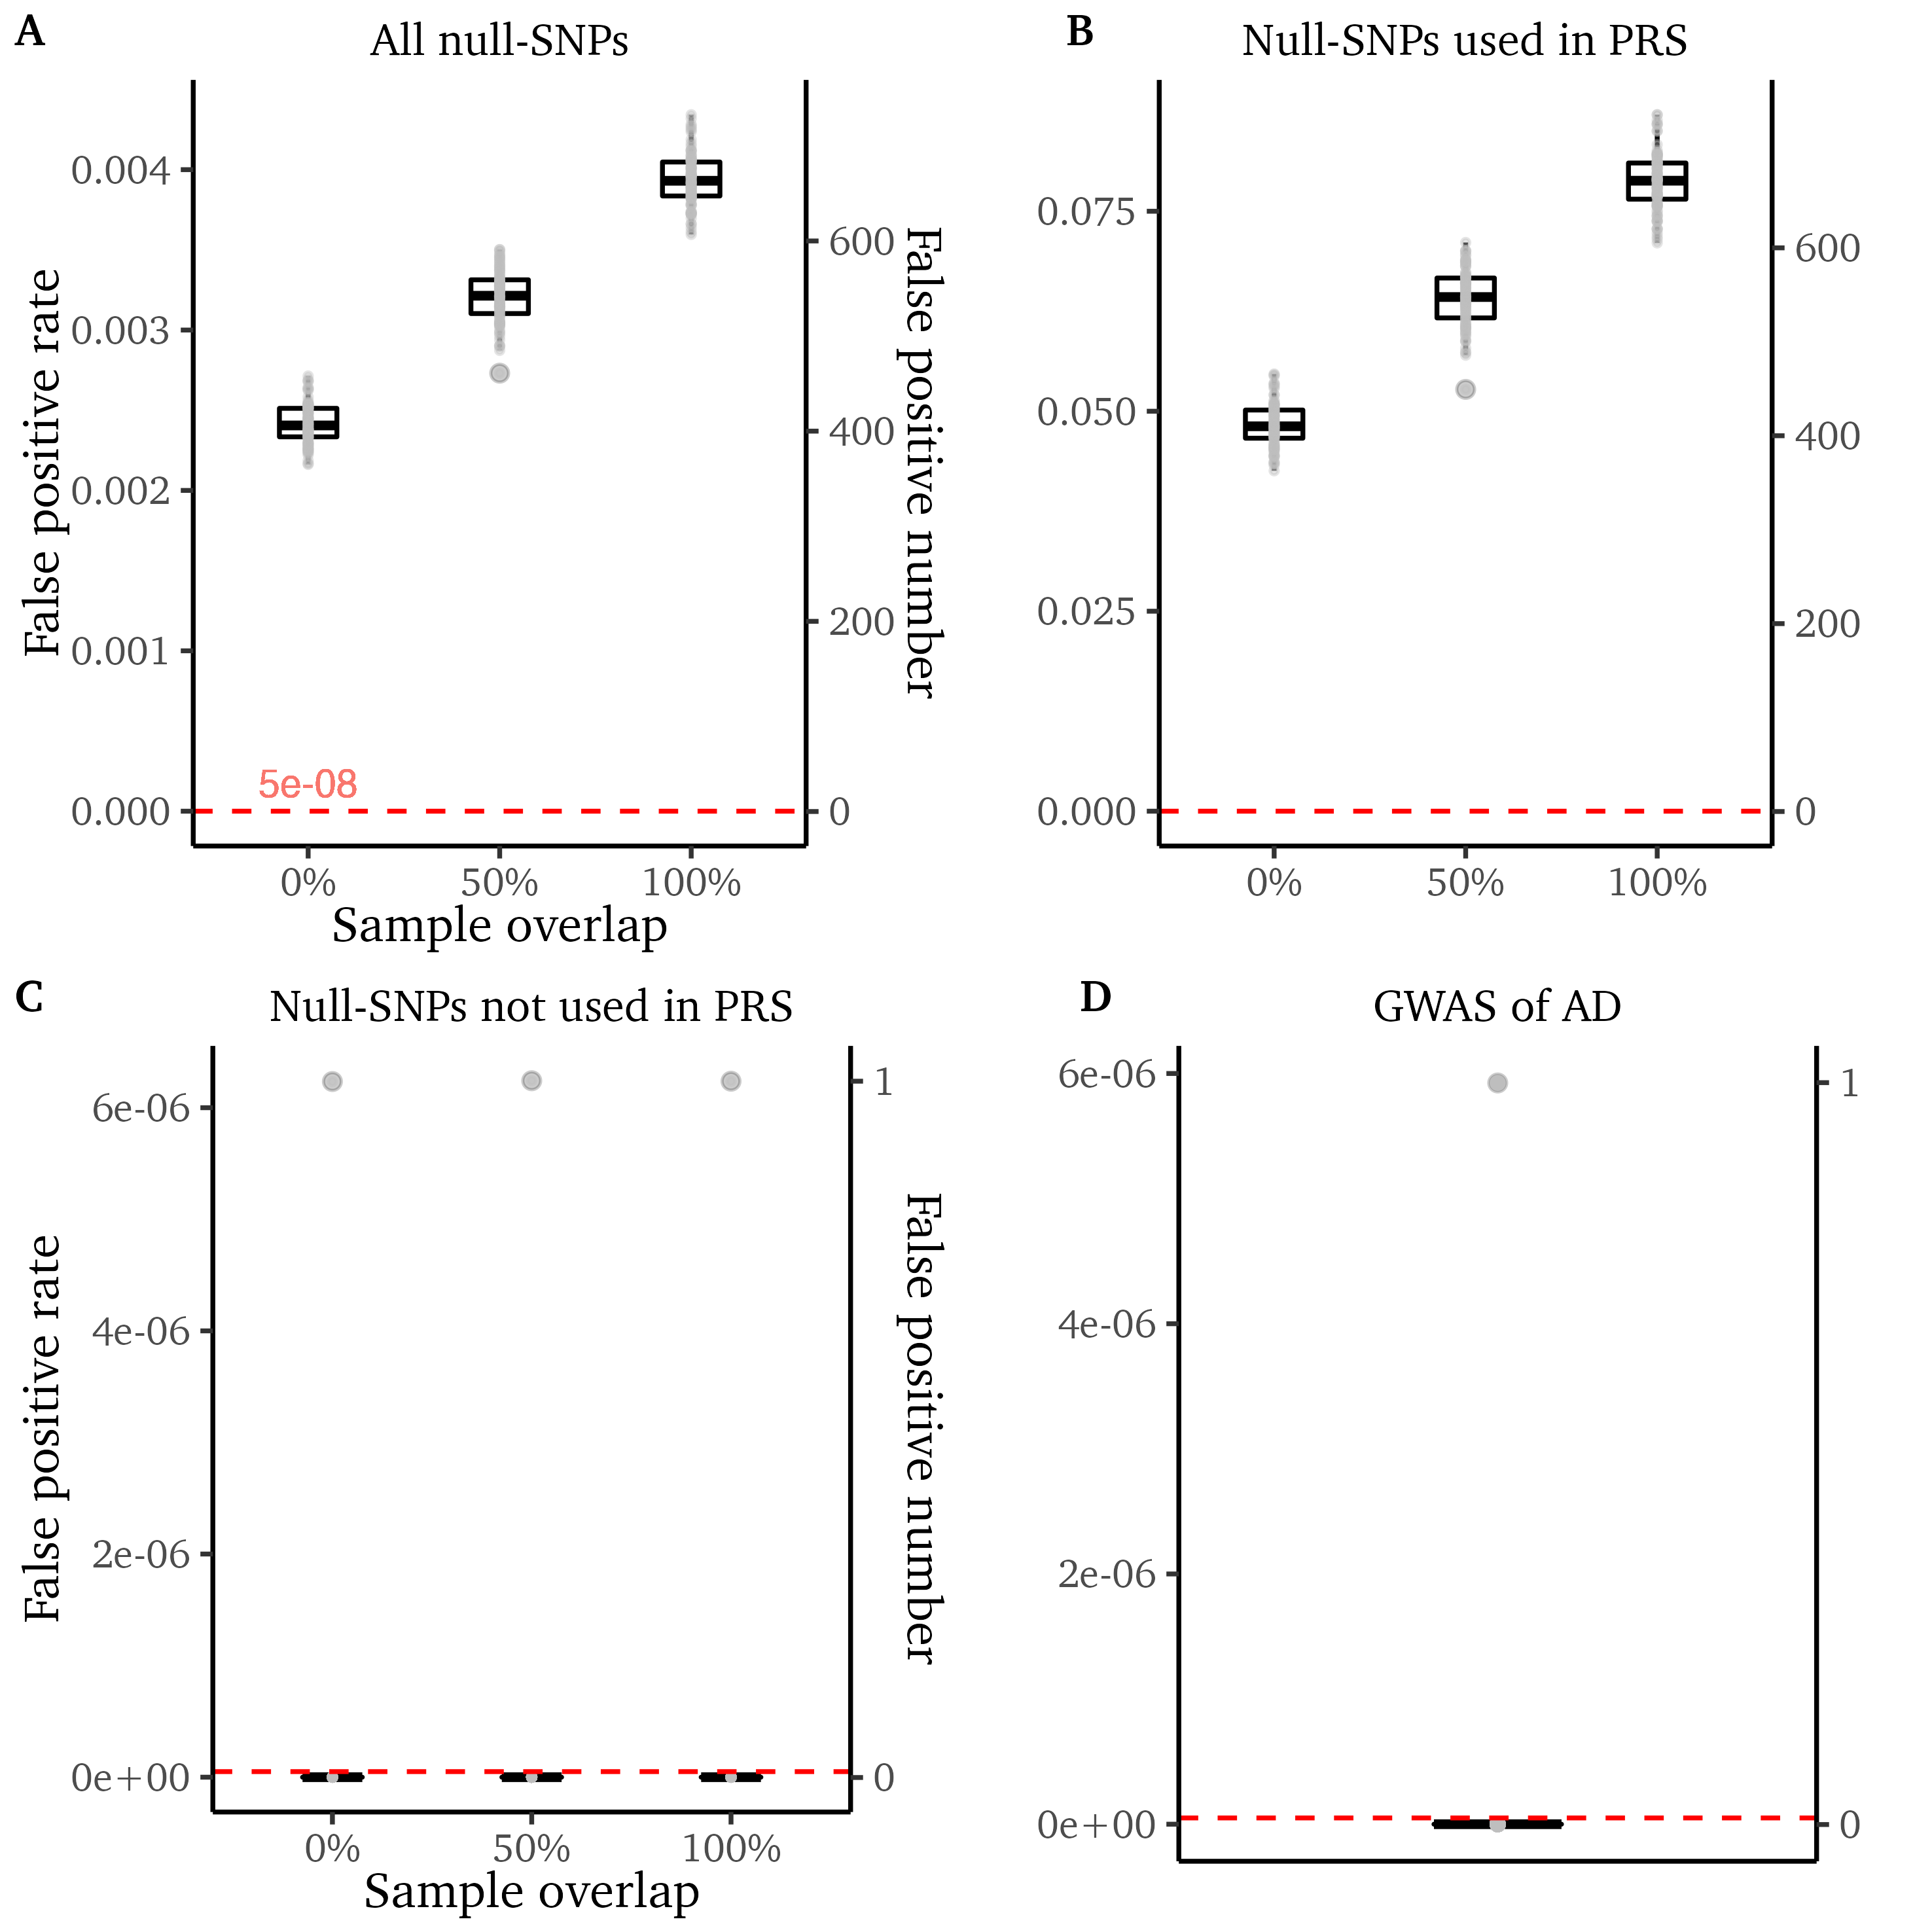 A
All null-SNPs
False positive rate
0.004
0.003
0.002
0.001
0.000
5e-08
600
400
200
0
False positive number
0% 50% 100%
Sample overlap
B
Null-SNPs used in PRS
0.075
0.050
0.025
0.000
600
400
200
0
0% 50% 100%
C
Null-SNPs not used in PRS
False positive rate
6e-06
4e-06
2e-06
0e+00
1
0
False positive number
0% 50% 100%
Sample overlap
D
GWAS of AD
6e-06
4e-06
2e-06
0e+00
1
0